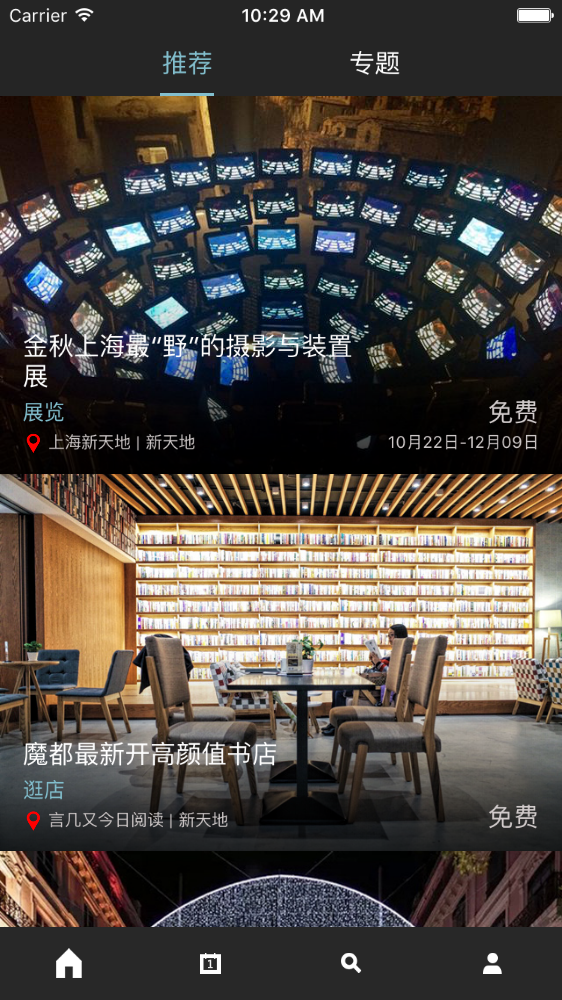 Carrier 10:29 AM
推荐 专题
金秋上海最“野”的摄影与装置
展
展览 免费
上海新天地 | 新天地 10月22日-12月09日
魔都最新开高颜值书店
逛店
言几又今日阅读 | 新天地 免费
1